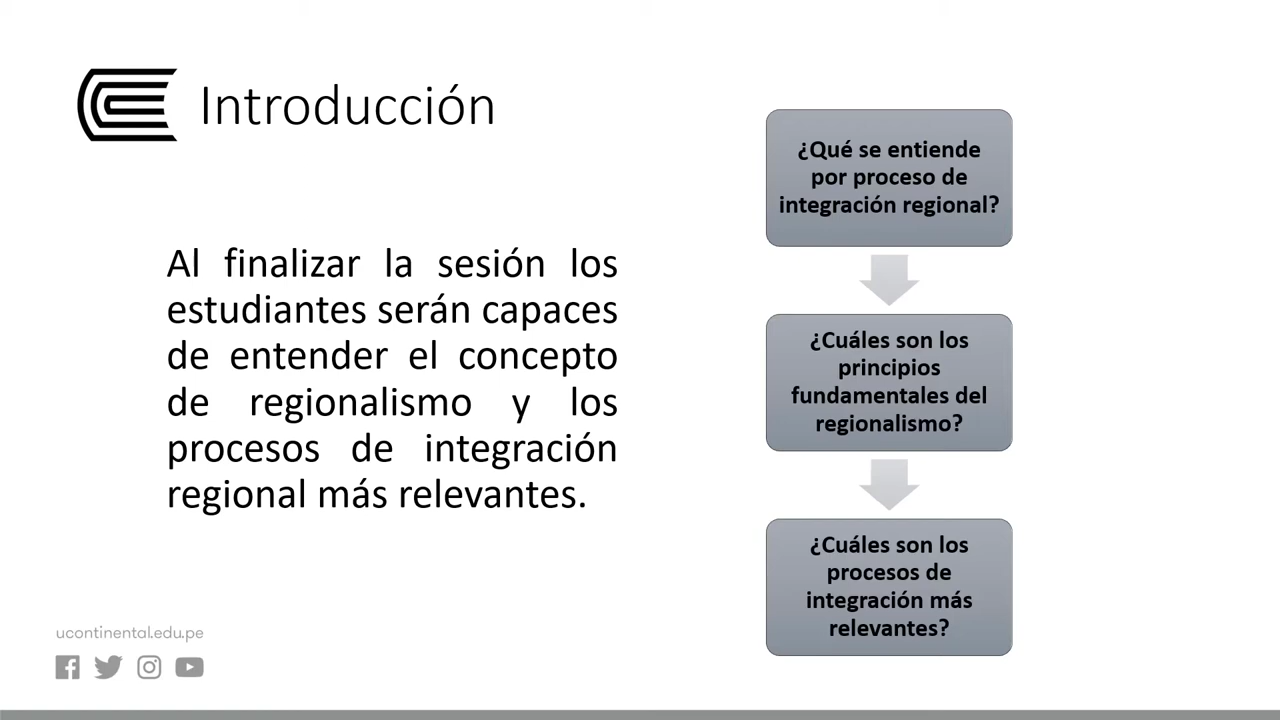 Introducción
Al finalizar la sesión los
estudiantes serán capaces
de entender el concepto
de regionalismo y los
procesos de integración
regional más relevantes.
¿Qué se entiende
por proceso de
integración regional?
¿Cuáles son los
principios
fundamentales del
regionalismo?
¿Cuáles son los
procesos de
integración más
relevantes?
ucontinental.edu.pe